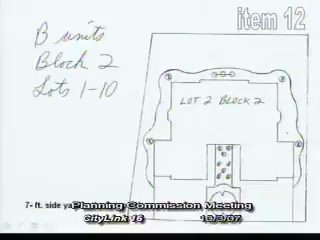 item 12
B units
Block 2
Lots 1-10
LOT 2 BLOCK 2
7- ft. side ya
Planning Commission Meeting
CityLink 16 10/3/07